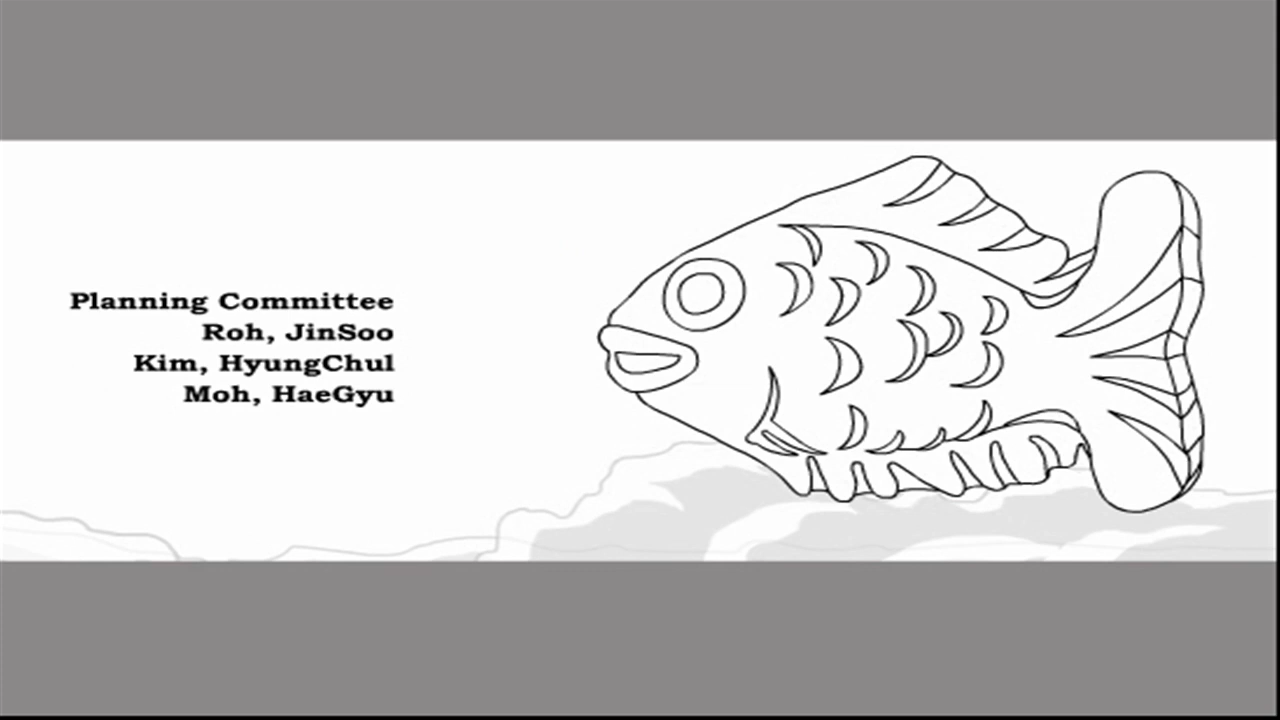 Planning Committee
Roh, JinSoo
Kim, HyungChul
Moh, HaeGyu